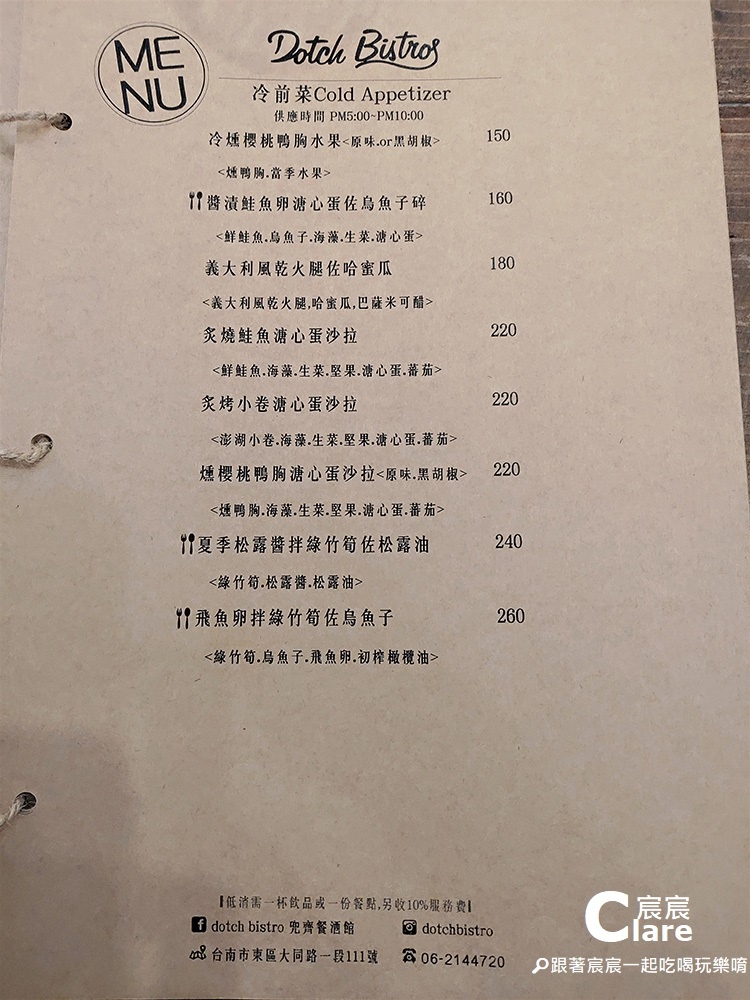 MENU
Dotch Bistros
冷前菜Cold Appetizer
供應時間 PM5:00~PM10:00
冷燻櫻桃鴨胸水果<原味.or黑胡椒> 150
<燻鴨胸.當季水果>
醬漬鮭魚卵溏心蛋佐烏魚子碎 160
<鮮鮭魚.烏魚子.海藻.生菜.溏心蛋>
義大利風乾火腿佐哈蜜瓜 180
<義大利風乾火腿,哈蜜瓜,巴薩米可醋>
炙燒鮭魚溏心蛋沙拉 220
<鮮鮭魚.海藻.生菜.堅果.溏心蛋.蕃茄>
炙烤小卷溏心蛋沙拉 220
<澎湖小卷.海藻.生菜.堅果.溏心蛋.蕃茄>
燻櫻桃鴨胸溏心蛋沙拉<原味.黑胡椒> 220
<燻鴨胸.海藻.生菜.堅果.溏心蛋.蕃茄>
夏季松露醬拌綠竹筍佐松露油 240
<綠竹筍.松露醬.松露油>
飛魚卵拌綠竹筍佐烏魚子 260
<綠竹筍.烏魚子.飛魚卵.初榨橄欖油>
低消需一杯飲品或一份餐點,另收10%服務費
dotch bistro 兜齊餐酒館 dotchbistro
台南市東區大同路一段111號 06-2144720
宸宸
Clare
跟著宸宸一起吃喝玩樂唷